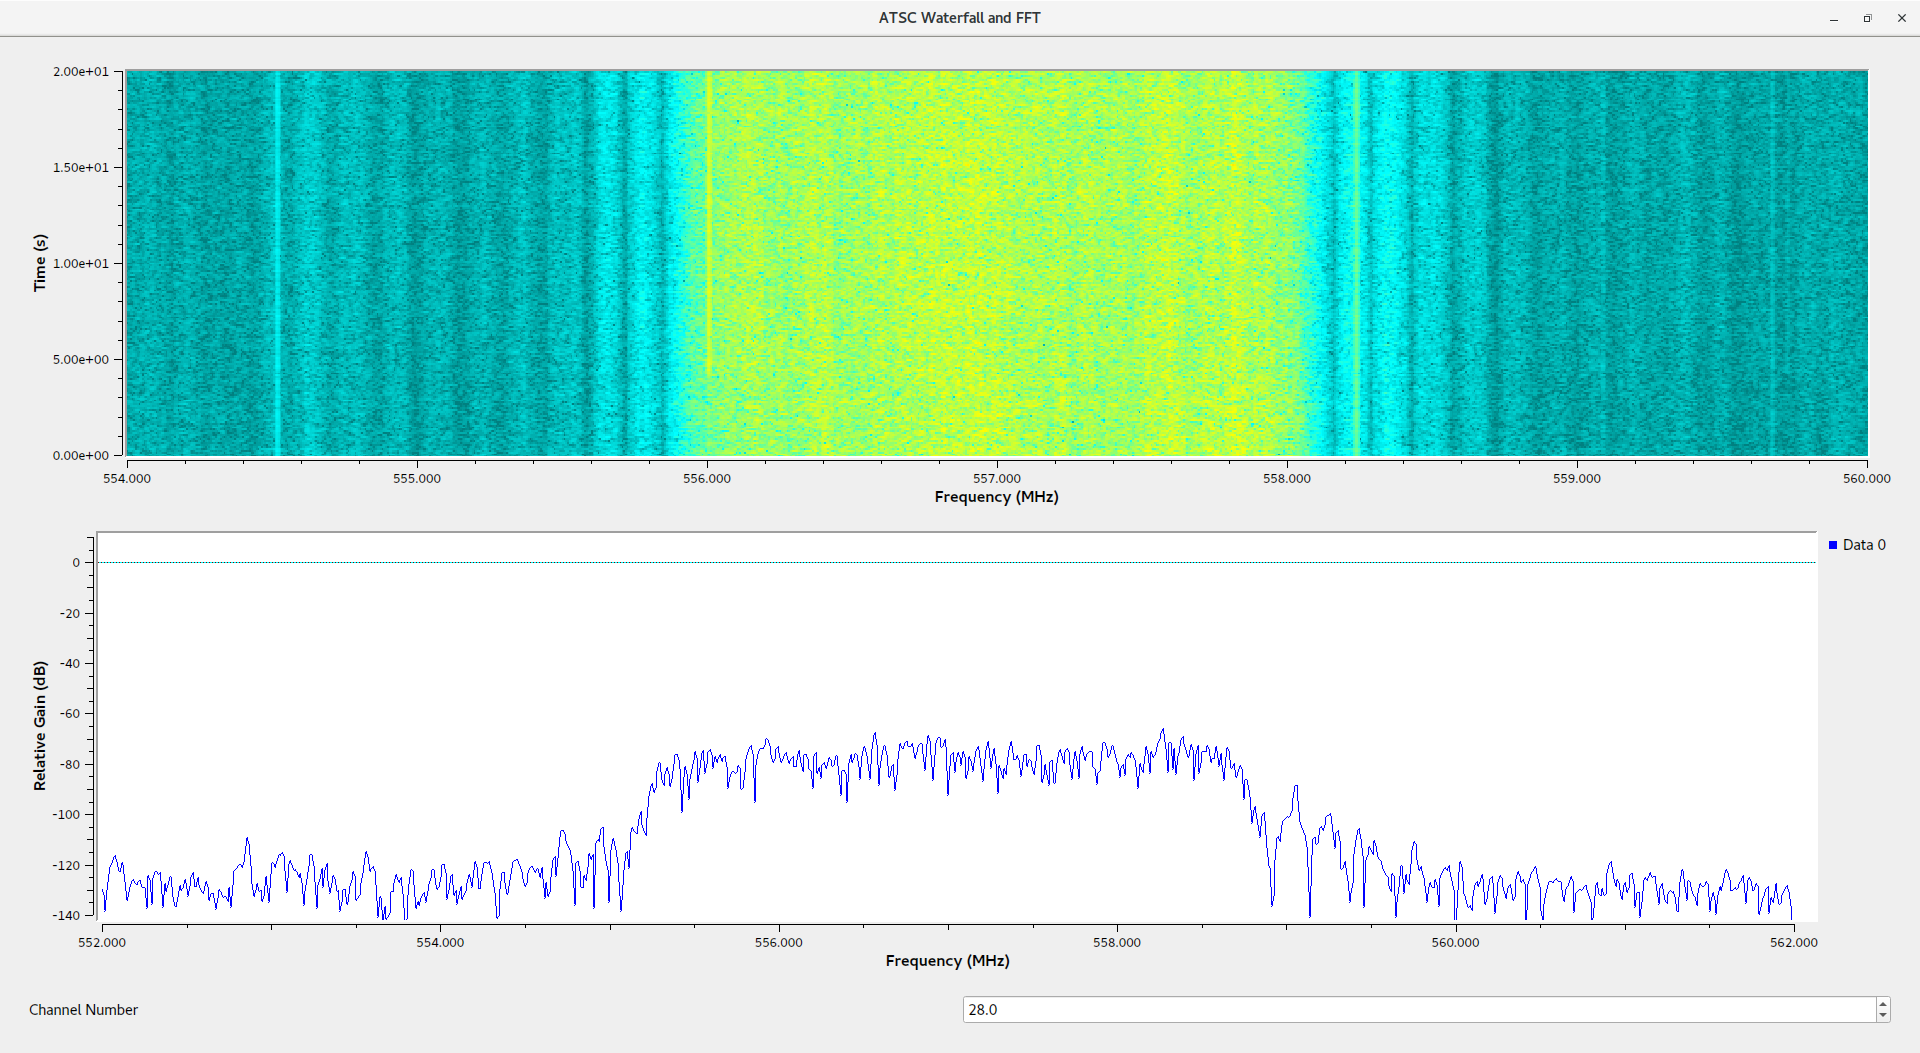 ATSC Waterfall and FFT
2.00e+01
1.50e+01
1.00e+01
5.00e+00
0.00e+00
Time (s)
554.000 555.000 556.000 557.000 558.000 559.000 560.000
Frequency (MHz)
Data 0
0
-20
-40
-60
-80
-100
-120
-140
Relative Gain (dB)
552.000 554.000 556.000 558.000 560.000 562.000
Frequency (MHz)
Channel Number 28.0